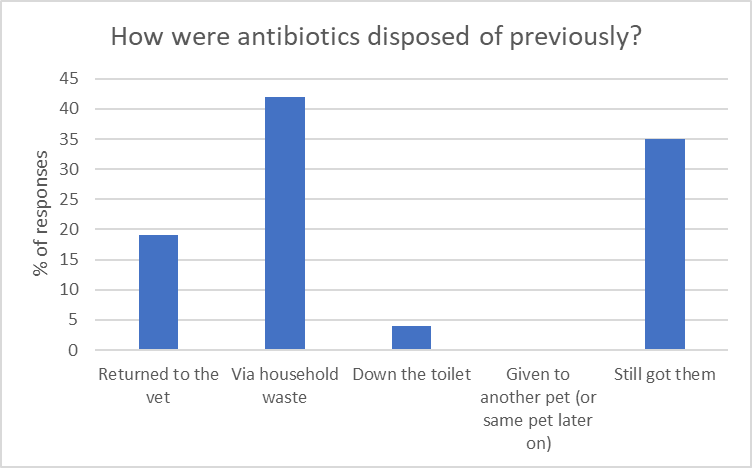 How were antibiotics disposed of previously?
% of responses
45
40
35
30
25
20
15
10
5
0
Returned to the
vet
Via household
waste
Down the toilet
Given to
another pet (or
same pet later
on)
Still got them